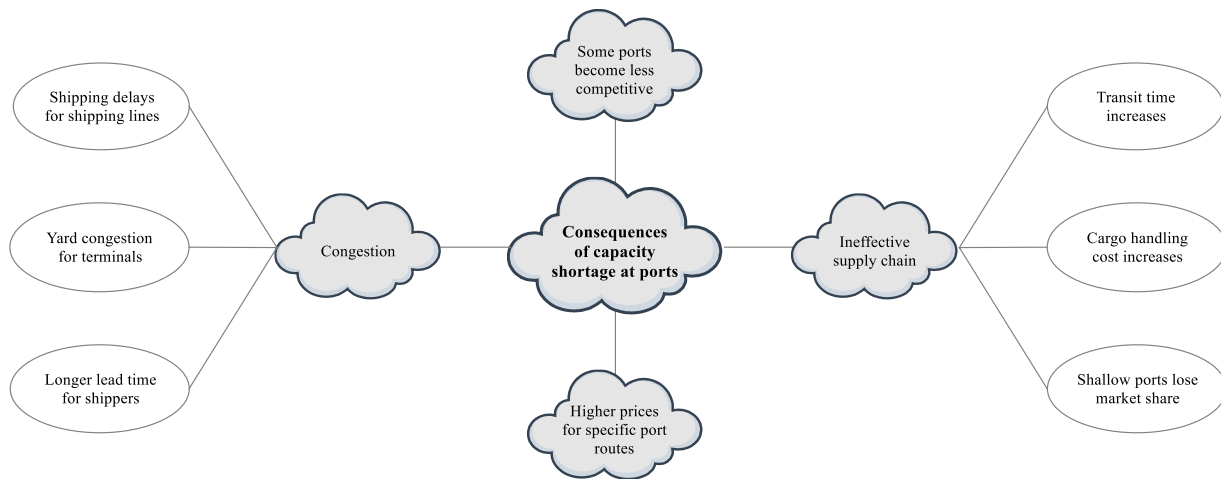 Some ports
become less
competitive
Shipping delays
for shipping lines
Transit time
increases
Yard congestion
for terminals
Congestion
Consequences
of capacity
shortage at ports
Ineffective
supply chain
Cargo handling
cost increases
Longer lead time
for shippers
Higher prices
for specific port
routes
Shallow ports lose
market share